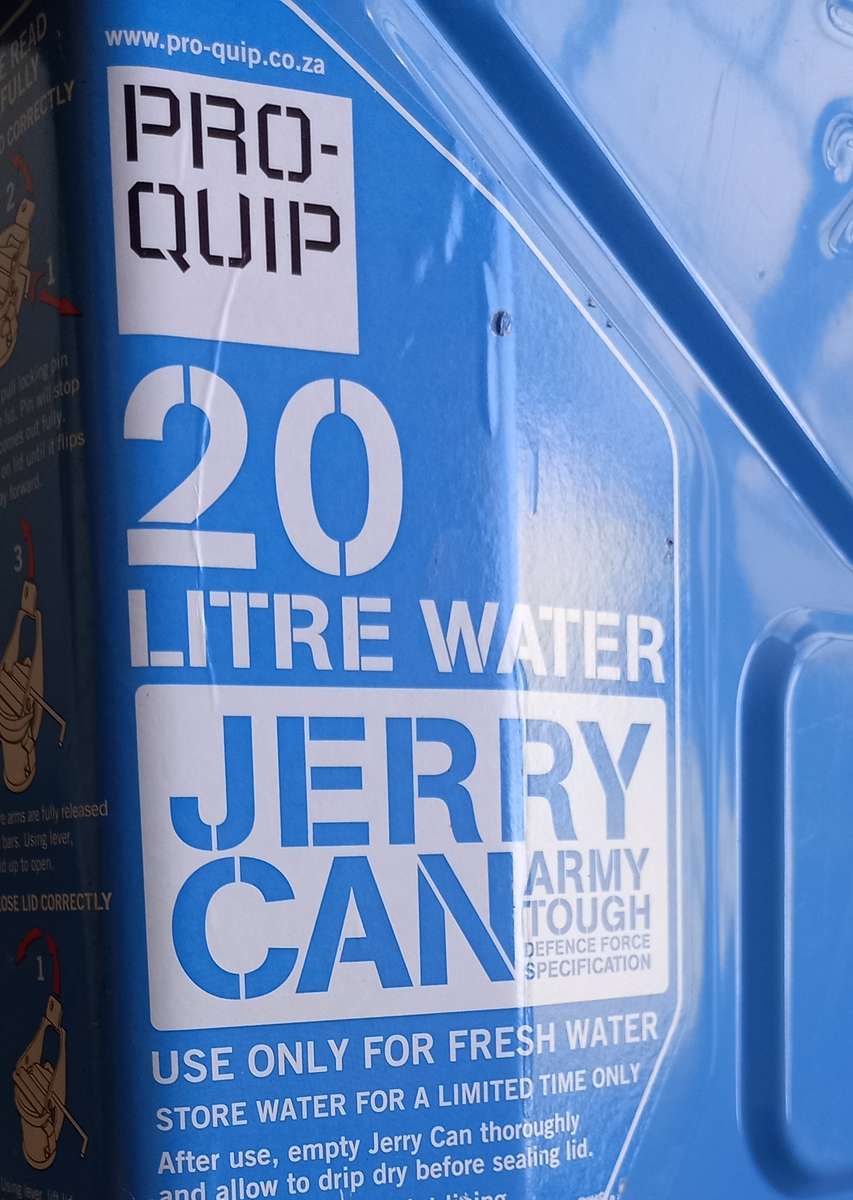 READ
FULLY
CORRECTLY
2
1
pull locking pin
lid. Pin will stop
comes out fully.
on lid until it flips
forward.
3
arms are fully released
bars. Using lever,
up to open.
LID CORRECTLY
1
www.pro-quip.co.za
PRO-
QUIP
20
LITRE WATER
JERRY
CAN
ARMY
TOUGH
DEFENCE FORCE
SPECIFICATION
USE ONLY FOR FRESH WATER
STORE WATER FOR A LIMITED TIME ONLY
After use, empty Jerry Can thoroughly
and allow to drip dry before sealing lid.